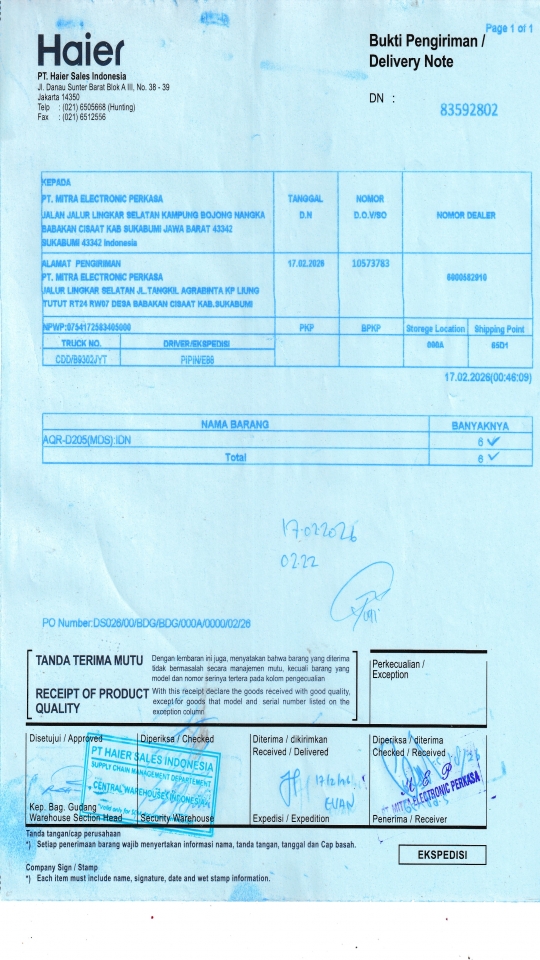 Page 1 of 1
Haier
Bukti Pengiriman /
Delivery Note
PT. Haier Sales Indonesia
Jl. Danau Sunter Barat Blok A III, No. 38 - 39
Jakarta 14350
Telp : (021) 6505668 (Hunting)
Fax : (021) 6512556
DN : 83592802
KEPADA
PT. MITRA ELECTRONIC PERKASA
JALAN JALUR LINGKAR SELATAN KAMPUNG BOJONG NANGKA
BABAKAN CISAAT KAB SUKABUMI JAWA BARAT 43342
SUKABUMI 43342 Indonesia
TANGGAL
D.N
NOMOR
D.O.V/SO
NOMOR DEALER
ALAMAT PENGIRIMAN
PT. MITRA ELECTRONIC PERKASA
JALUR LINGKAR SELATAN JL.TANGKIL AGRABINTA KP LIUNG
TUTUT RT24 RW07 DESA BABAKAN CISAAT KAB.SUKABUMI
17.02.2026
10573783
6900582910
NPWP:0754172583405000
PKP
BPKP
Storage Location
Shipping Point
TRUCK NO.
DRIVER/EKSPEDISI
000A
65D1
CDD/B9302JYT
PIPIN/EBB
17.02.2026(00:46:09)
NAMA BARANG
BANYAKNYA
AQR-D205(MDS).IDN
6
Total
6
17.02.2026
02.22
PO Number:DS026/00/BDG/BDG/000A/0000/02/26
TANDA TERIMA MUTU
Dengan lembaran ini juga, menyatakan bahwa barang yang diterima
tidak bermasalah secara manajemen mutu, kecuali barang yang
model dan nomor serinya tertera pada kolom pengecualian
RECEIPT OF PRODUCT
QUALITY
With this receipt declare the goods received with good quality,
except for goods that model and serial number listed on the
exception column
Perkecualian /
Exception
Disetujui / Approved
Diperiksa / Checked
Diterima / dikirimkan
Received / Delivered
Diperiksa / diterima
Checked / Received
PT HAIER SALES INDONESIA
SUPPLY CHAIN MANAGEMENT DEPARTEMENT
CENTRAL WAREHOUSE INDONESIA
17/2/26
EUAN
M E P
PT. MITRA ELECTRONIC PERKASA
Kep. Bag. Gudang
Warehouse Section Head
Security Warehouse
Expedisi / Expedition
Penerima / Receiver
Tanda tangan/cap perusahaan
*) Setiap penerimaan barang wajib menyertakan informasi nama, tanda tangan, tanggal dan Cap basah.
EKSPEDISI
Company Sign / Stamp
*) Each item must include name, signature, date and wet stamp information.